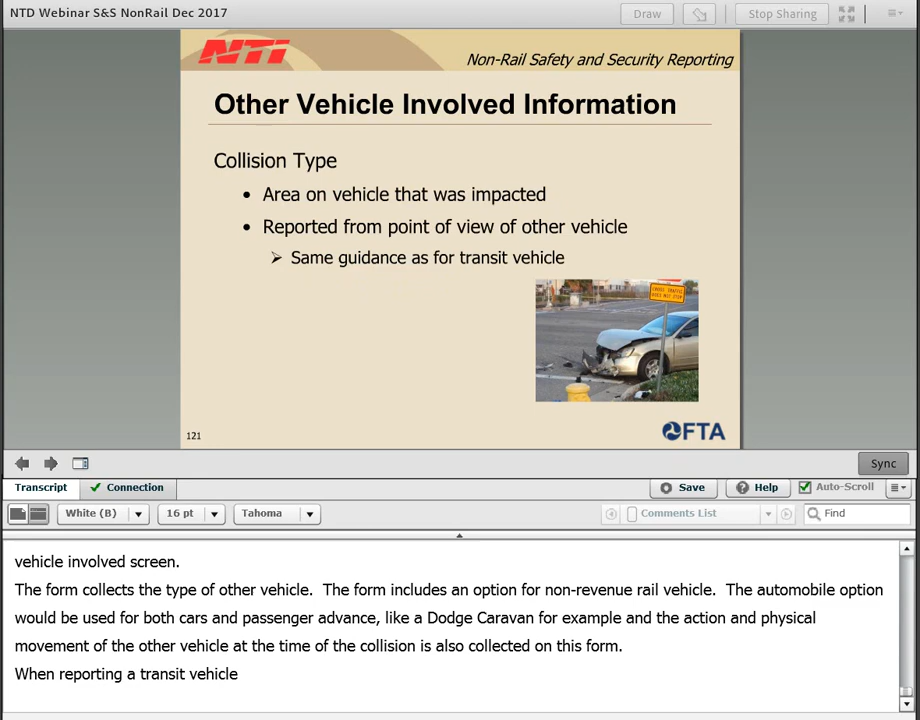 NTD Webinar S&S NonRail Dec 2017
Draw
Stop Sharing
NTI
Non-Rail Safety and Security Reporting
Other Vehicle Involved Information
Collision Type
• Area on vehicle that was impacted
• Reported from point of view of other vehicle
➢ Same guidance as for transit vehicle
CROSS TRAFFIC
DOES NOT STOP
121
FTA
Sync
Transcript
Connection
Save
Help
Auto-Scroll
White (B)
16 pt
Tahoma
Comments List
Find
vehicle involved screen.
The form collects the type of other vehicle.  The form includes an option for non-revenue rail vehicle.  The automobile option
would be used for both cars and passenger advance, like a Dodge Caravan for example and the action and physical
movement of the other vehicle at the time of the collision is also collected on this form.
When reporting a transit vehicle